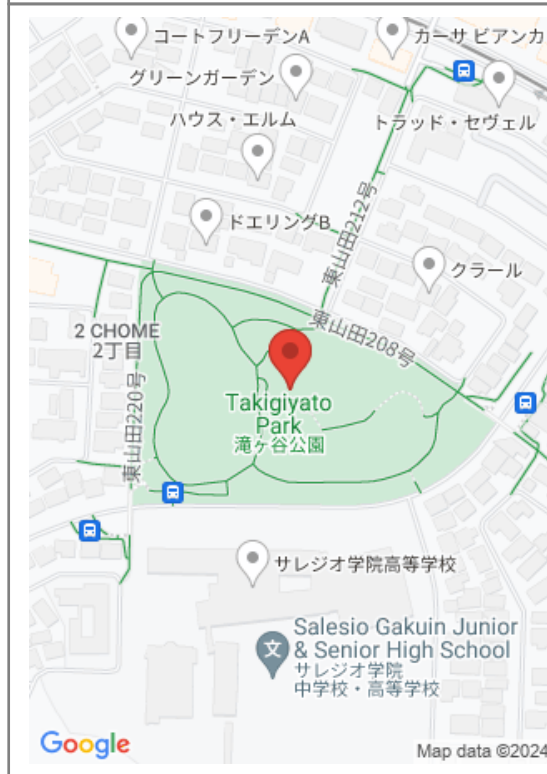 コートフリーデンA
カーサ ビアンカ
グリーンガーデン
トラッド・セヴェル
ハウス・エルム
東山田212号
ドエリングB
クラール
東山田208号
2 CHOME
2丁目
東山田220号
Takigiyato
Park
滝ヶ谷公園
サレジオ学院高等学校
文
Salesio Gakuin Junior
& Senior High School
サレジオ学院
中学校・高等学校
Google
Map data ©2024